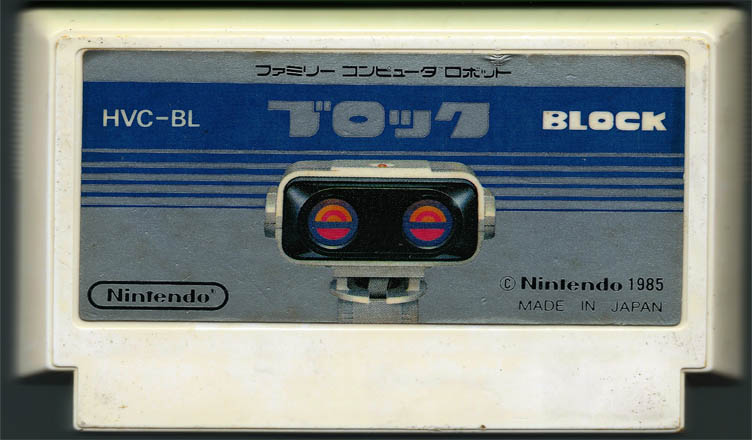 ファミリー コンピュータ ロボット
HVC-BL ブロック BLOCK
© Nintendo 1985
Nintendo®
MADE IN JAPAN